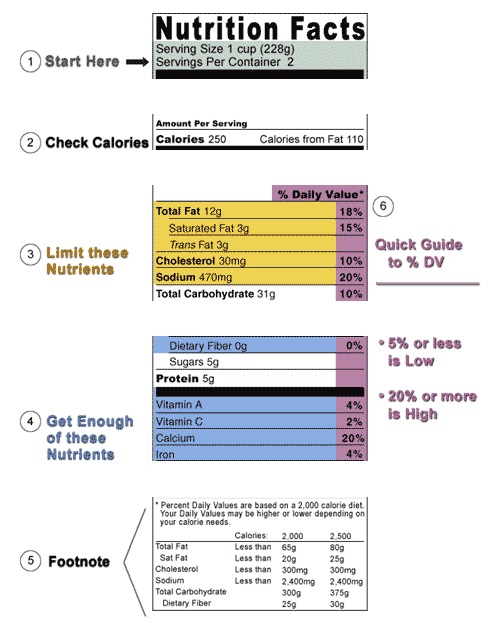 Nutrition Facts
Serving Size 1 cup (228g)
Servings Per Container 2
1 Start Here
Amount Per Serving
2 Check Calories
Calories 250 Calories from Fat 110
% Daily Value*
Total Fat 12g 18%
Saturated Fat 3g 15%
Trans Fat 3g
Cholesterol 30mg 10%
Sodium 470mg 20%
Total Carbohydrate 31g 10%
3 Limit these
Nutrients
6
Quick Guide
to % DV
Dietary Fiber 0g 0%
Sugars 5g
Protein 5g
Vitamin A 4%
Vitamin C 2%
Calcium 20%
Iron 4%
• 5% or less
is Low
• 20% or more
is High
4 Get Enough
of these
Nutrients
5 Footnote
* Percent Daily Values are based on a 2,000 calorie diet.
Your Daily Values may be higher or lower depending on
your calorie needs.
Calories: 2,000 2,500
Total Fat Less than 65g 80g
Sat Fat Less than 20g 25g
Cholesterol Less than 300mg 300mg
Sodium Less than 2,400mg 2,400mg
Total Carbohydrate 300g 375g
Dietary Fiber 25g 30g